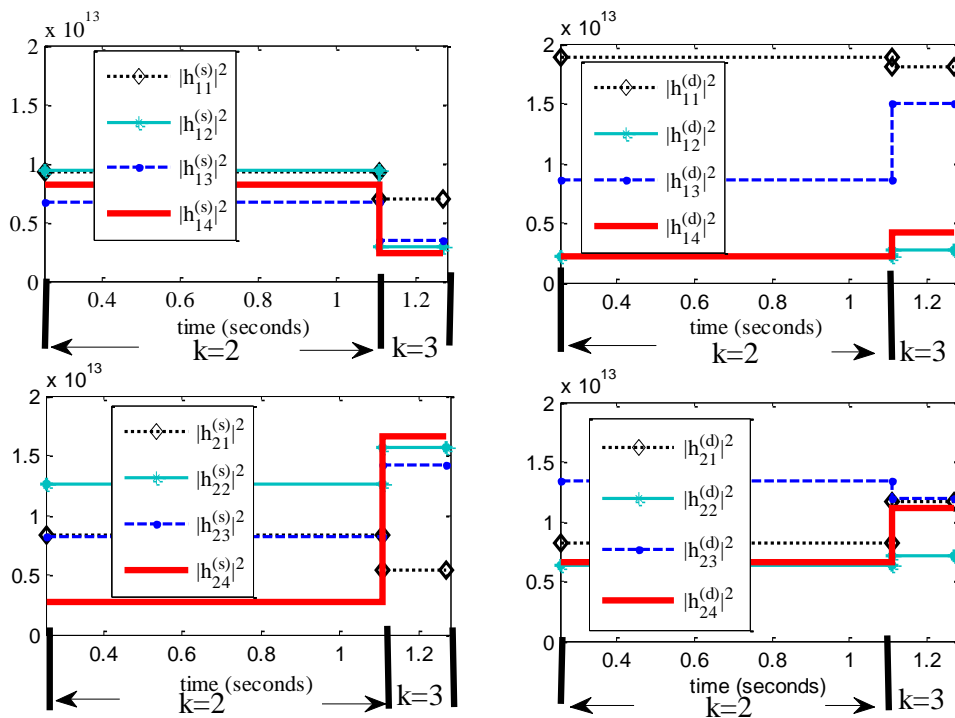 x 10^13
2
1.5
1
0.5
0
|h_11^(s)|^2
|h_12^(s)|^2
|h_13^(s)|^2
|h_14^(s)|^2
0.4 0.6 0.8 1 1.2
time (seconds)
k=2 k=3
x 10^13
2
1.5
1
0.5
0
|h_11^(d)|^2
|h_12^(d)|^2
|h_13^(d)|^2
|h_14^(d)|^2
0.4 0.6 0.8 1 1.2
time (seconds)
k=2 k=3
x 10^13
2
1.5
1
0.5
0
|h_21^(s)|^2
|h_22^(s)|^2
|h_23^(s)|^2
|h_24^(s)|^2
0.4 0.6 0.8 1 1.2
time (seconds)
k=2 k=3
x 10^13
2
1.5
1
0.5
0
|h_21^(d)|^2
|h_22^(d)|^2
|h_23^(d)|^2
|h_24^(d)|^2
0.4 0.6 0.8 1 1.2
time (seconds)
k=2 k=3